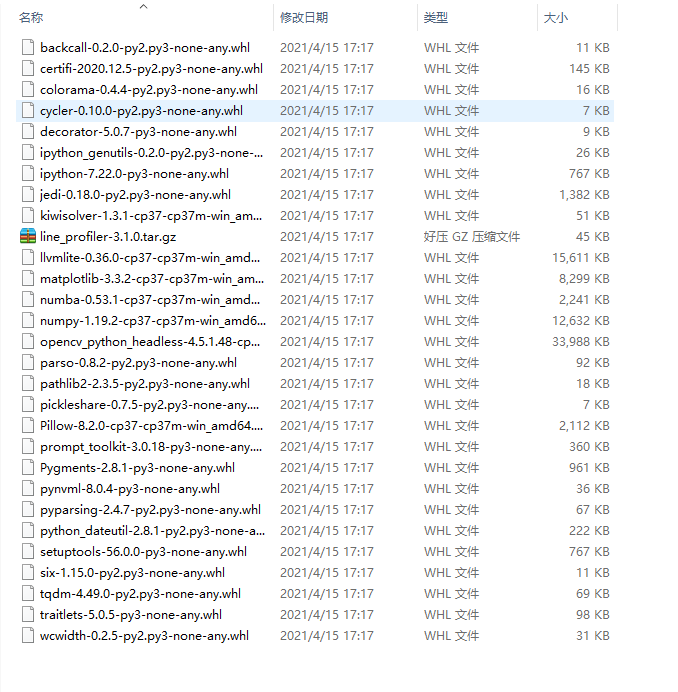 名称 修改日期 类型 大小
backcall-0.2.0-py2.py3-none-any.whl 2021/4/15 17:17 WHL 文件 11 KB
certifi-2020.12.5-py2.py3-none-any.whl 2021/4/15 17:17 WHL 文件 145 KB
colorama-0.4.4-py2.py3-none-any.whl 2021/4/15 17:17 WHL 文件 16 KB
cycler-0.10.0-py2.py3-none-any.whl 2021/4/15 17:17 WHL 文件 7 KB
decorator-5.0.7-py3-none-any.whl 2021/4/15 17:17 WHL 文件 9 KB
ipython_genutils-0.2.0-py2.py3-none-... 2021/4/15 17:17 WHL 文件 26 KB
ipython-7.22.0-py3-none-any.whl 2021/4/15 17:17 WHL 文件 767 KB
jedi-0.18.0-py2.py3-none-any.whl 2021/4/15 17:17 WHL 文件 1,382 KB
kiwisolver-1.3.1-cp37-cp37m-win_am... 2021/4/15 17:17 WHL 文件 51 KB
line_profiler-3.1.0.tar.gz 2021/4/15 17:17 好压 GZ 压缩文件 45 KB
llvmlite-0.36.0-cp37-cp37m-win_amd... 2021/4/15 17:17 WHL 文件 15,611 KB
matplotlib-3.3.2-cp37-cp37m-win_am... 2021/4/15 17:17 WHL 文件 8,299 KB
numba-0.53.1-cp37-cp37m-win_amd... 2021/4/15 17:17 WHL 文件 2,241 KB
numpy-1.19.2-cp37-cp37m-win_amd6... 2021/4/15 17:17 WHL 文件 12,632 KB
opencv_python_headless-4.5.1.48-cp... 2021/4/15 17:17 WHL 文件 33,988 KB
parso-0.8.2-py2.py3-none-any.whl 2021/4/15 17:17 WHL 文件 92 KB
pathlib2-2.3.5-py2.py3-none-any.whl 2021/4/15 17:17 WHL 文件 18 KB
pickleshare-0.7.5-py2.py3-none-any.... 2021/4/15 17:17 WHL 文件 7 KB
Pillow-8.2.0-cp37-cp37m-win_amd64.... 2021/4/15 17:17 WHL 文件 2,112 KB
prompt_toolkit-3.0.18-py3-none-any.... 2021/4/15 17:17 WHL 文件 360 KB
Pygments-2.8.1-py3-none-any.whl 2021/4/15 17:17 WHL 文件 961 KB
pynvml-8.0.4-py3-none-any.whl 2021/4/15 17:17 WHL 文件 36 KB
pyparsing-2.4.7-py2.py3-none-any.whl 2021/4/15 17:17 WHL 文件 67 KB
python_dateutil-2.8.1-py2.py3-none-a... 2021/4/15 17:17 WHL 文件 222 KB
setuptools-56.0.0-py3-none-any.whl 2021/4/15 17:17 WHL 文件 767 KB
six-1.15.0-py2.py3-none-any.whl 2021/4/15 17:17 WHL 文件 11 KB
tqdm-4.49.0-py2.py3-none-any.whl 2021/4/15 17:17 WHL 文件 69 KB
traitlets-5.0.5-py3-none-any.whl 2021/4/15 17:17 WHL 文件 98 KB
wcwidth-0.2.5-py2.py3-none-any.whl 2021/4/15 17:17 WHL 文件 31 KB